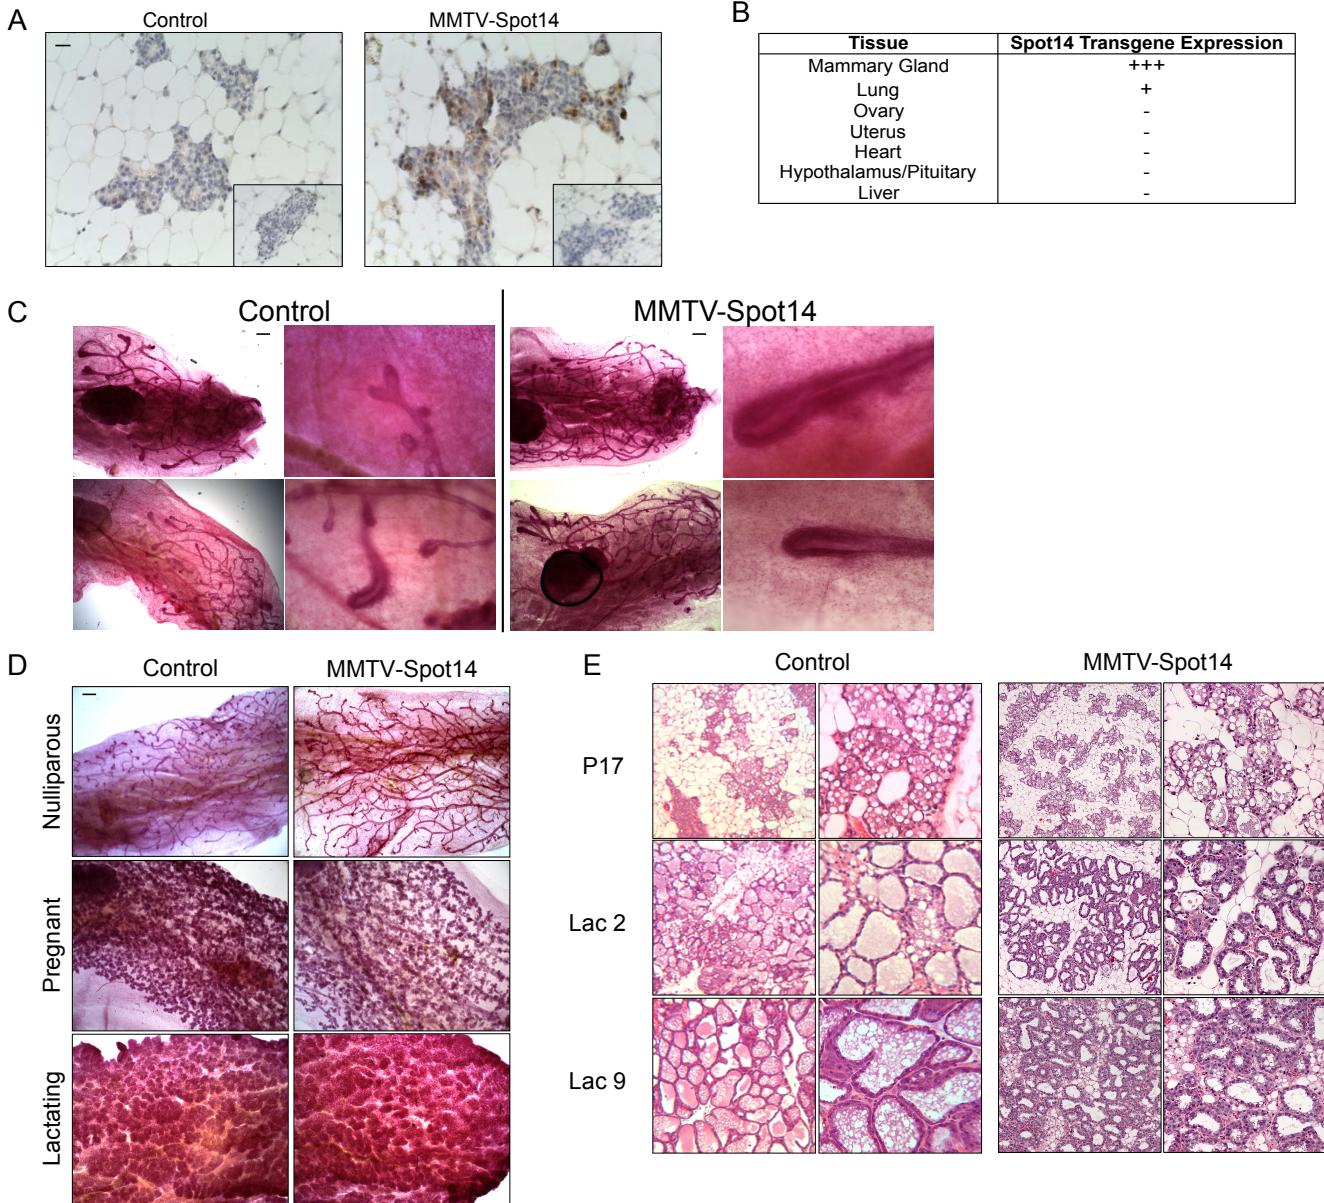 A
Control
MMTV-Spot14
B
Tissue Spot14 Transgene Expression
Mammary Gland +++
Lung +
Ovary -
Uterus -
Heart -
Hypothalamus/Pituitary -
Liver -
C
Control
MMTV-Spot14
D
Control
MMTV-Spot14
Nulliparous
Pregnant
Lactating
E
Control
MMTV-Spot14
P17
Lac 2
Lac 9